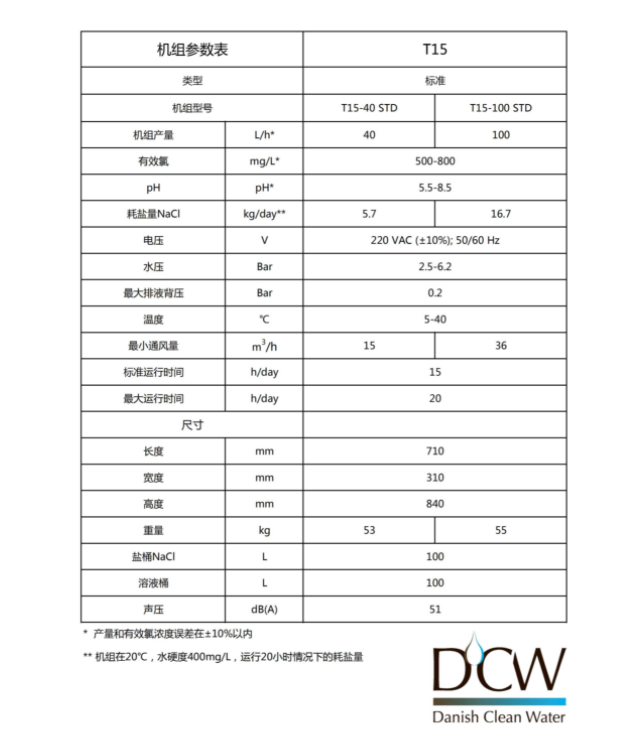 机组参数表 T15
类型 标准
机组型号 T15-40 STD T15-100 STD
机组产量 L/h* 40 100
有效氯 mg/L* 500-800
pH pH* 5.5-8.5
耗盐量NaCl kg/day** 5.7 16.7
电压 V 220 VAC (±10%); 50/60 Hz
水压 Bar 2.5-6.2
最大排液背压 Bar 0.2
温度 ℃ 5-40
最小通风量 m³/h 15 36
标准运行时间 h/day 15
最大运行时间 h/day 20
尺寸
长度 mm 710
宽度 mm 310
高度 mm 840
重量 kg 53 55
盐桶NaCl L 100
溶液桶 L 100
声压 dB(A) 51
* 产量和有效氯浓度误差在±10%以内
** 机组在20℃，水硬度400mg/L，运行20小时情况下的耗盐量
DCW
Danish Clean Water